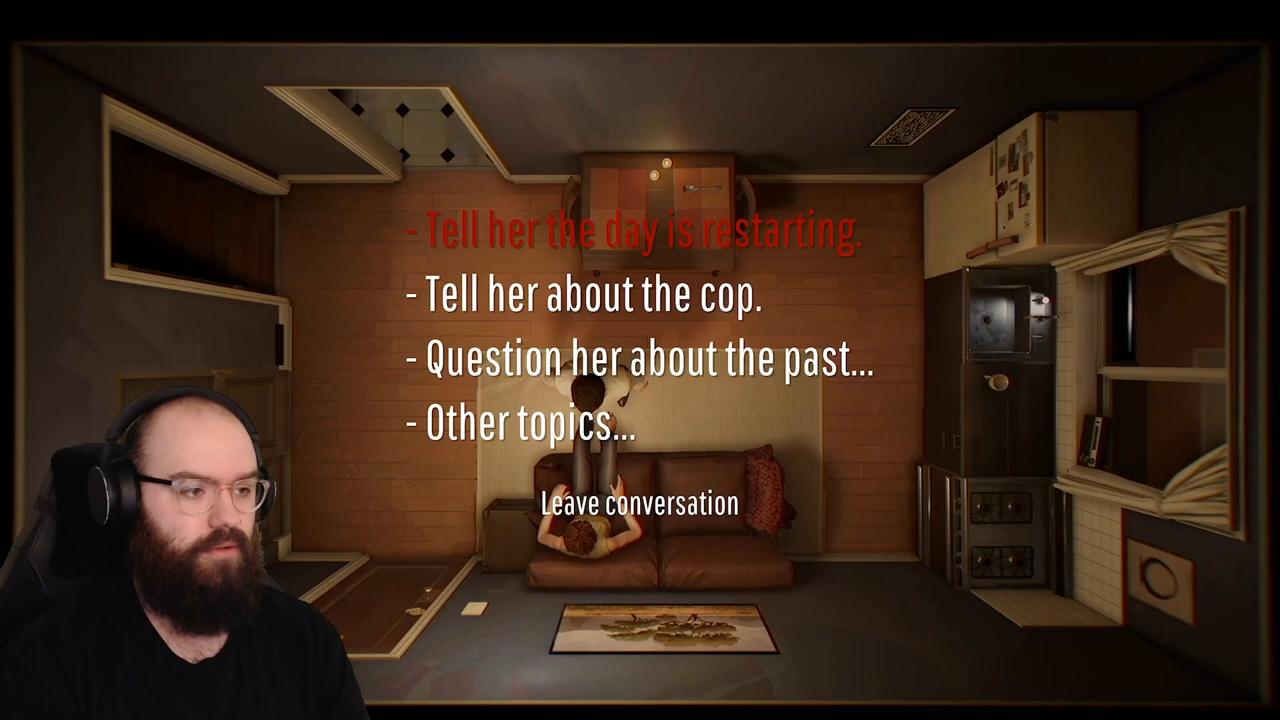 - Tell her the day is restarting.
- Tell her about the cop.
- Question her about the past...
- Other topics...
Leave conversation